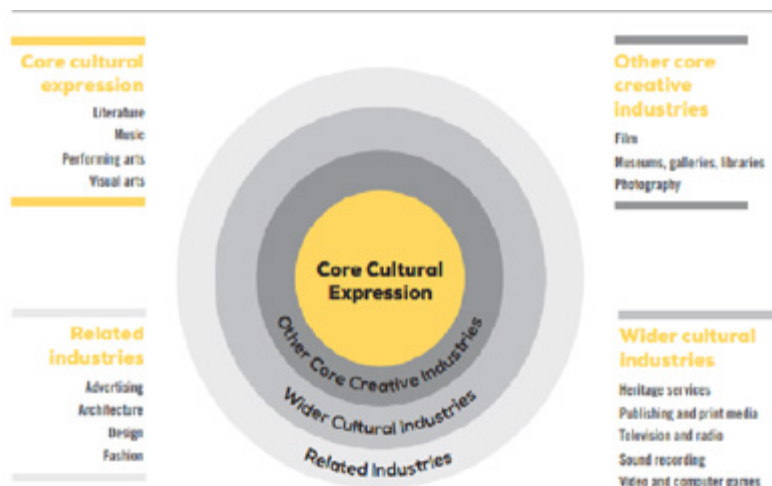 Core cultural
expression
Literature
Music
Performing arts
Visual arts
Other core
creative
industries
Film
Museums, galleries, libraries
Photography
Core Cultural
Expression
Other Core Creative Industries
Wider Cultural Industries
Related Industries
Related
industries
Advertising
Architecture
Design
Fashion
Wider cultural
industries
Heritage services
Publishing and print media
Television and radio
Sound recording
Video and computer games